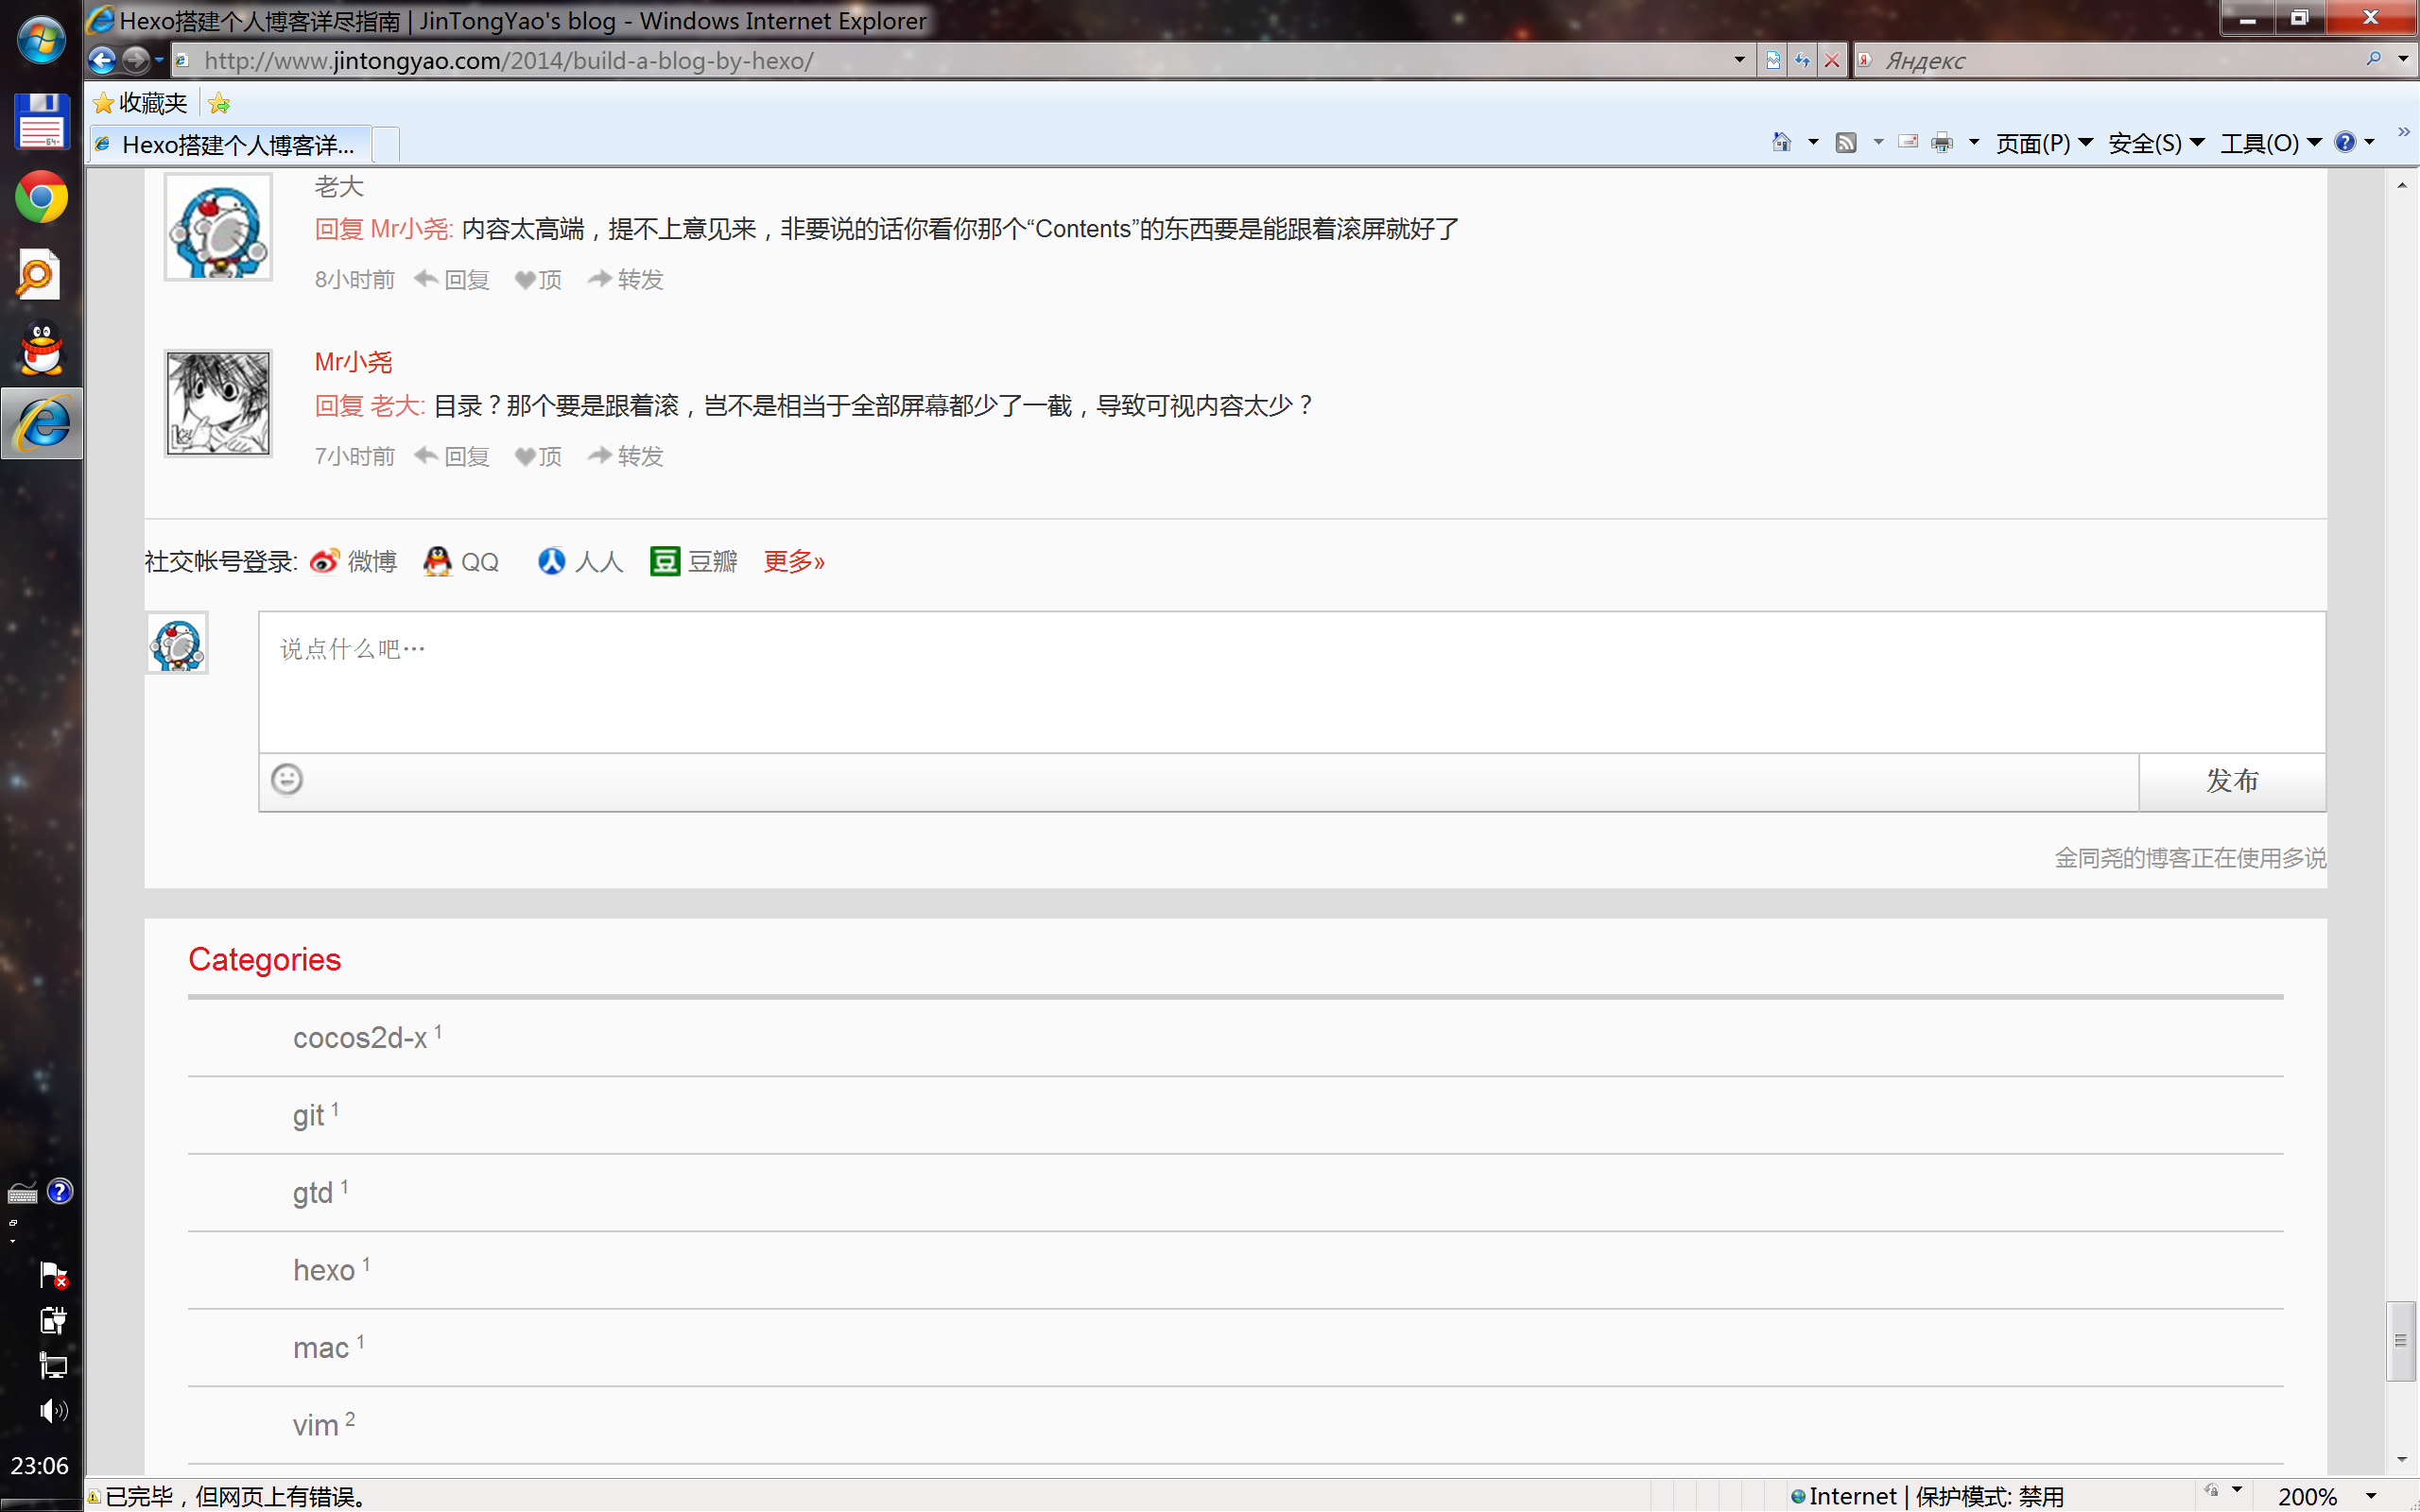 Hexo搭建个人博客详尽指南 | JinTongYao's blog - Windows Internet Explorer
http://www.jintongyao.com/2014/build-a-blog-by-hexo/
Яндекс
收藏夹
Hexo搭建个人博客详...
页面(P) 安全(S) 工具(O) »
老大
回复 Mr小尧: 内容太高端，提不上意见来，非要说的话你看你那个“Contents”的东西要是能跟着滚屏就好了
8小时前 回复 顶 转发
Mr小尧
回复 老大: 目录？那个要是跟着滚，岂不是相当于全部屏幕都少了一截，导致可视内容太少？
7小时前 回复 顶 转发
社交帐号登录: 微博 QQ 人人 豆 豆瓣 更多»
说点什么吧…
发布
金同尧的博客正在使用多说
Categories
cocos2d-x 1
git 1
gtd 1
hexo 1
mac 1
vim 2
23:06
已完毕，但网页上有错误。
Internet | 保护模式: 禁用
200%